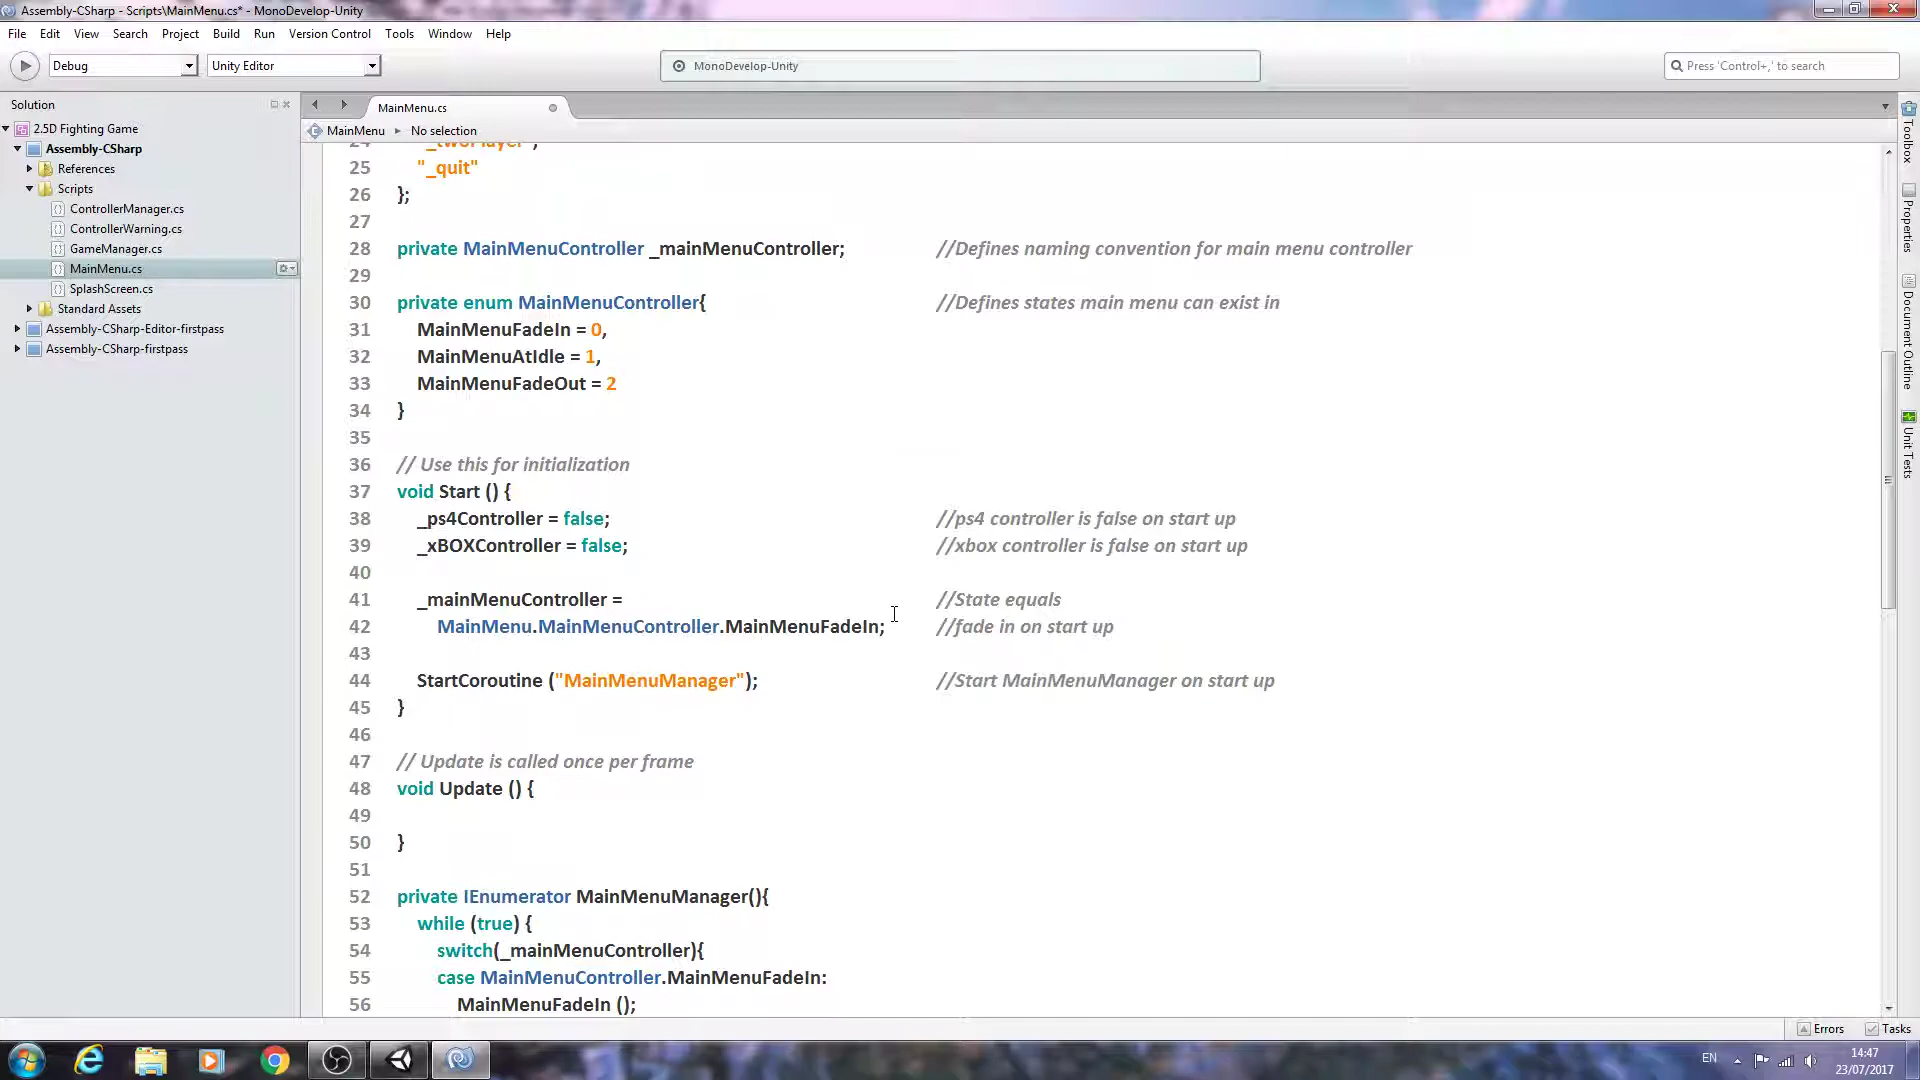 Assembly-CSharp - Scripts\MainMenu.cs* - MonoDevelop-Unity
File Edit View Search Project Build Run Version Control Tools Window Help
Debug Unity Editor MonoDevelop-Unity Press 'Control+,' to search
Solution
2.5D Fighting Game
Assembly-CSharp
References
Scripts
ControllerManager.cs
ControllerWarning.cs
GameManager.cs
MainMenu.cs
SplashScreen.cs
Standard Assets
Assembly-CSharp-Editor-firstpass
Assembly-CSharp-firstpass
MainMenu.cs
MainMenu ▸ No selection
24 "_twoPlayer",
25 "_quit"
26 };
27
28 private MainMenuController _mainMenuController; //Defines naming convention for main menu controller
29
30 private enum MainMenuController{ //Defines states main menu can exist in
31 MainMenuFadeIn = 0,
32 MainMenuAtIdle = 1,
33 MainMenuFadeOut = 2
34 }
35
36 // Use this for initialization
37 void Start () {
38 _ps4Controller = false; //ps4 controller is false on start up
39 _xBOXController = false; //xbox controller is false on start up
40
41 _mainMenuController = //State equals
42 MainMenu.MainMenuController.MainMenuFadeIn; //fade in on start up
43
44 StartCoroutine ("MainMenuManager"); //Start MainMenuManager on start up
45 }
46
47 // Update is called once per frame
48 void Update () {
49
50 }
51
52 private IEnumerator MainMenuManager(){
53 while (true) {
54 switch(_mainMenuController){
55 case MainMenuController.MainMenuFadeIn:
56 MainMenuFadeIn ();
Toolbox
Properties
Document Outline
Unit Tests
Errors Tasks
EN
14:47
23/07/2017